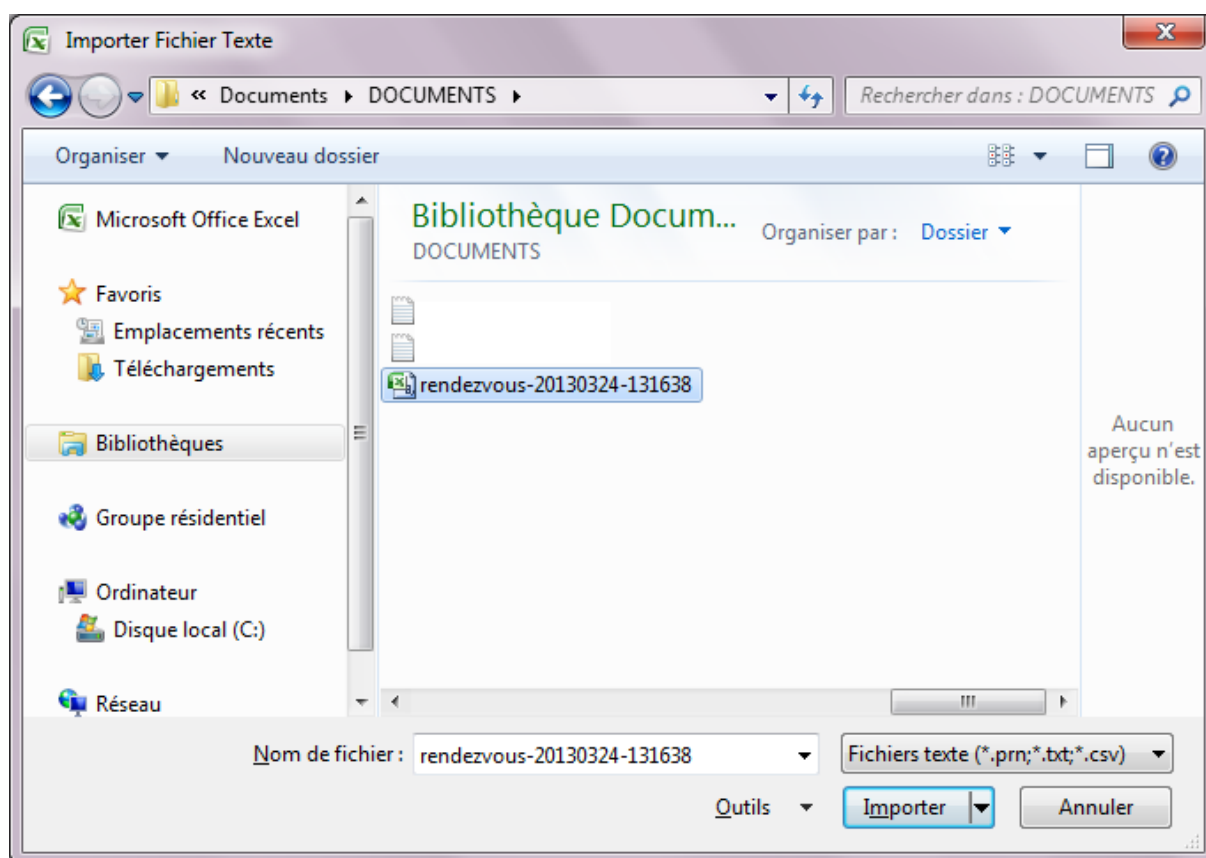 Importer Fichier Texte
« Documents DOCUMENTS
Rechercher dans : DOCUMENTS
Organiser Nouveau dossier
Microsoft Office Excel
Favoris
Emplacements récents
Téléchargements
Bibliothèques
Groupe résidentiel
Ordinateur
Disque local (C:)
Réseau
Bibliothèque Docum...
DOCUMENTS
Organiser par : Dossier
rendezvous-20130324-131638
Aucun
aperçu n'est
disponible.
Nom de fichier : rendezvous-20130324-131638
Fichiers texte (*.prn;*.txt;*.csv)
Outils Importer Annuler